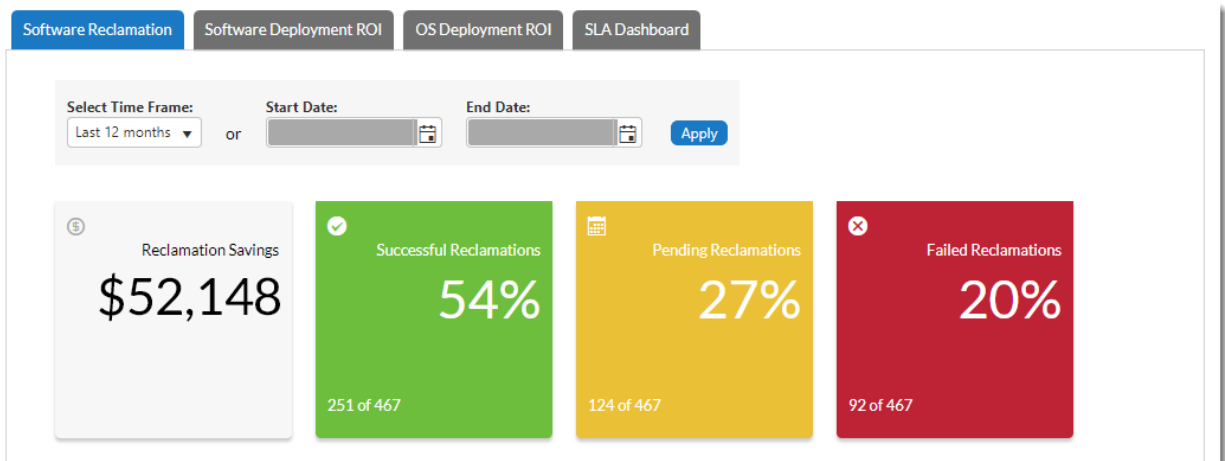 Software Reclamation Software Deployment ROI OS Deployment ROI SLA Dashboard
Select Time Frame: Start Date: End Date:
Last 12 months or Apply
Reclamation Savings
$52,148
Successful Reclamations
54%
251 of 467
Pending Reclamations
27%
124 of 467
Failed Reclamations
20%
92 of 467